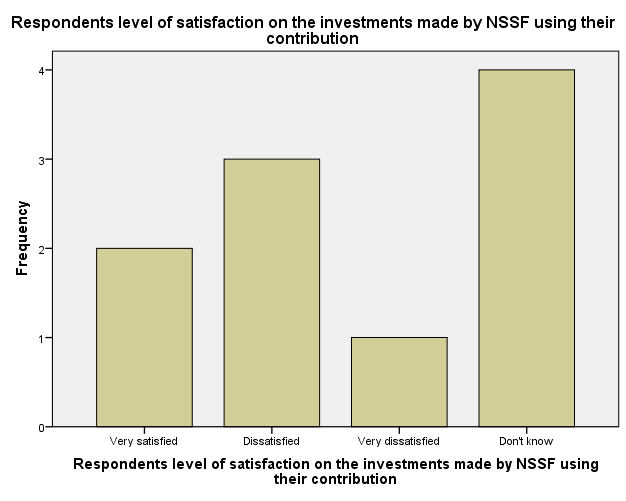 Respondents level of satisfaction on the investments made by NSSF using their
contribution
Frequency
4
3
2
1
0
Very satisfied
Dissatisfied
Very dissatisfied
Don't know
Respondents level of satisfaction on the investments made by NSSF using
their contribution